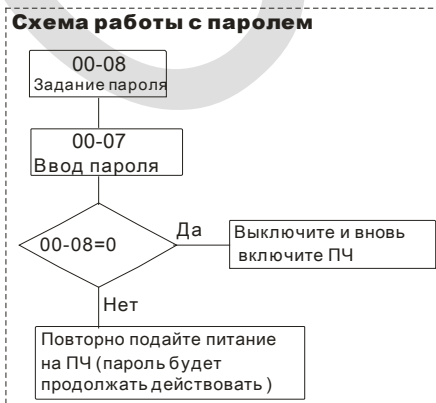 Схема работы с паролем
00-08
Задание пароля
00-07
Ввод пароля
00-08=0
Да
Выключите и вновь
включите ПЧ
Нет
Повторно подайте питание
на ПЧ (пароль будет
продолжать действовать )